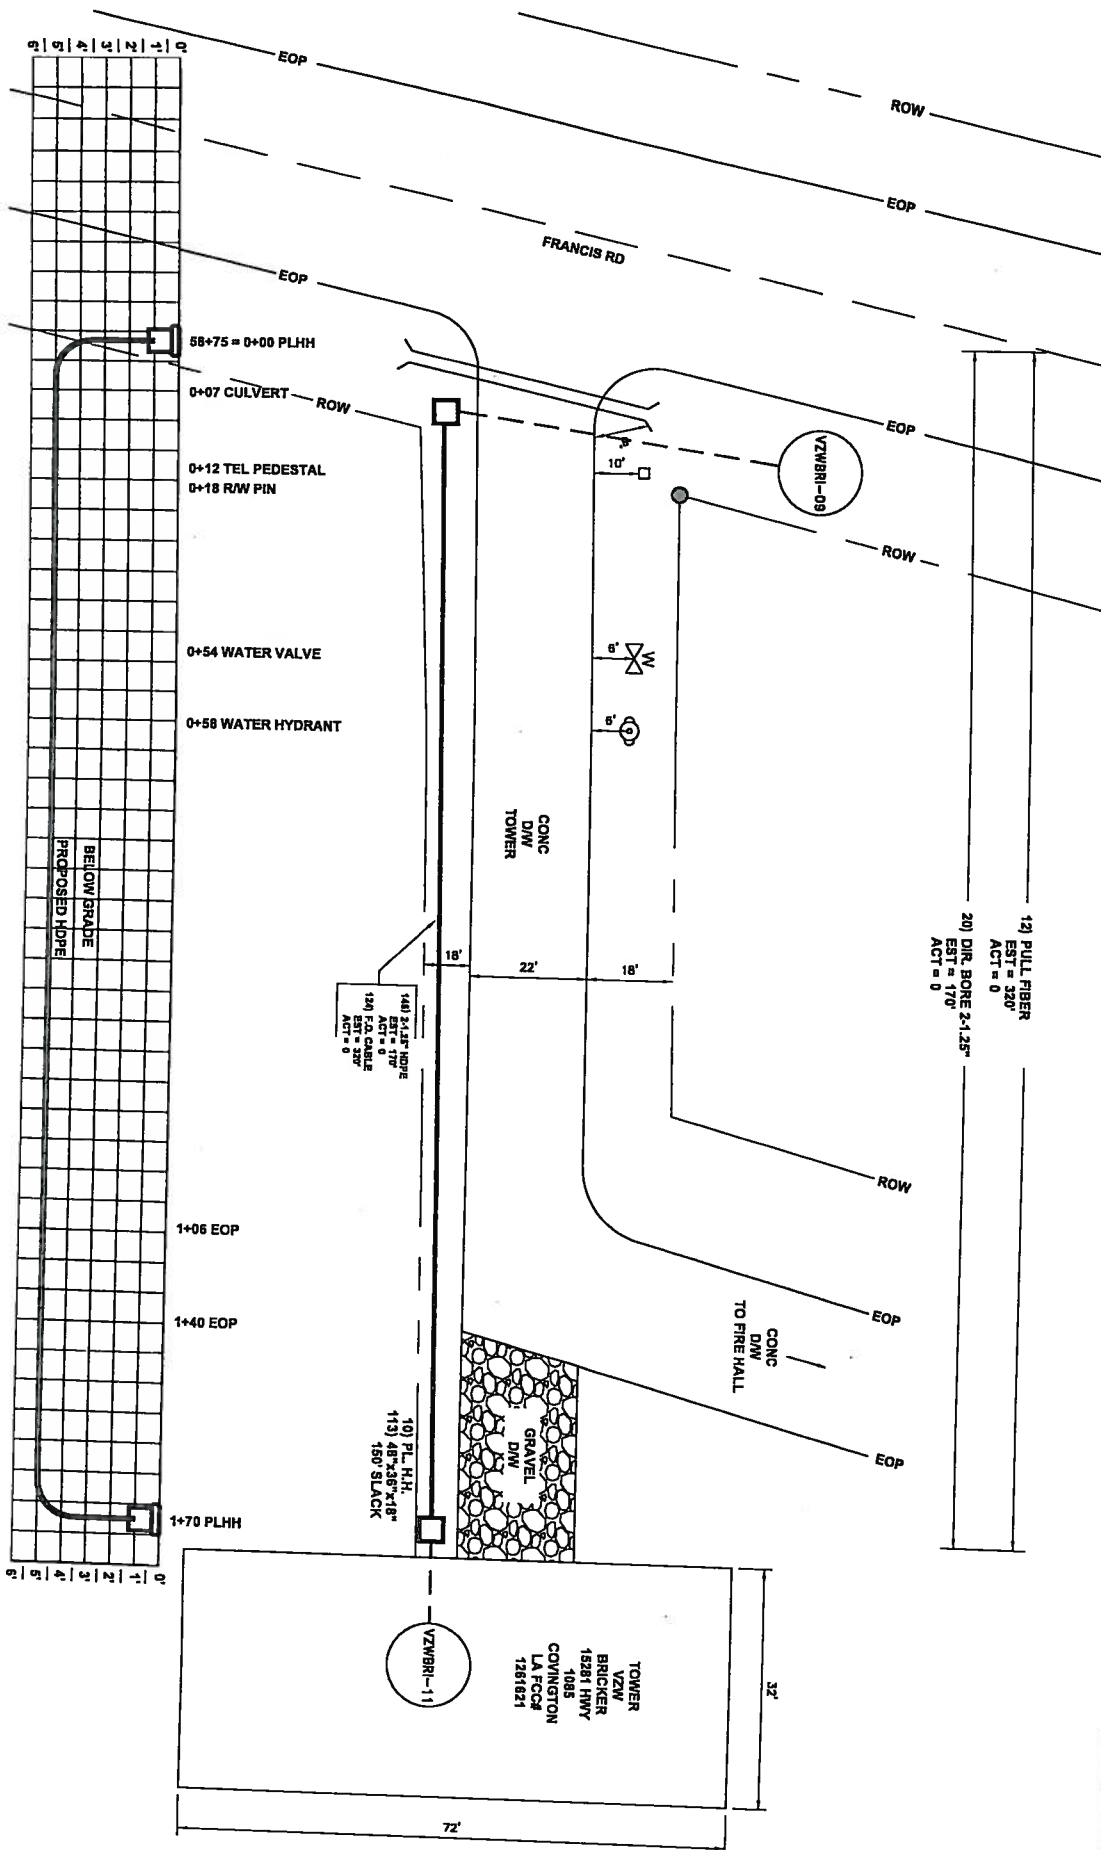 ROW
EOP
EOP
FRANCIS RD
EOP
0'
1'
2'
3'
4'
5'
6'
58+75 = 0+00 PLHH
0+07 CULVERT
ROW
0+12 TEL PEDESTAL
0+18 R/W PIN
EOP
VZWBRI-09
10'
ROW
0+54 WATER VALVE
6'
W
0+58 WATER HYDRANT
6'
CONC
D/W
TOWER
BELOW GRADE
PROPOSED HDPE
12) PULL FIBER
EST = 320'
ACT = 0
20) DIR. BORE 2-1.25"
EST = 170'
ACT = 0
18'
22'
18'
146) 2-1.25" HDPE
EST = 170'
ACT = 0
124) F.O. CABLE
EST = 320'
ACT = 0
ROW
1+06 EOP
EOP
1+40 EOP
CONC
D/W
TO FIRE HALL
EOP
GRAVEL
D/W
10) PL. H.H.
113) 48"x36"x18"
150' SLACK
1+70 PLHH
0'
1'
2'
3'
4'
5'
6'
VZWBRI-11
TOWER
VZW
BRICKER
15281 HWY
1085
COVINGTON
LA FCC#
1261621
32'
72'